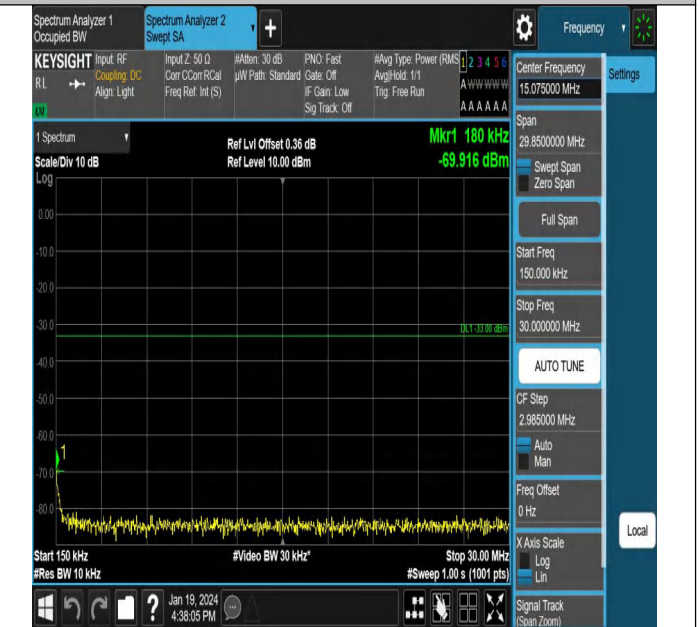 Spectrum Analyzer 1
Occupied BW
Spectrum Analyzer 2
Swept SA
+
Frequency
KEYSIGHT
RL
Input: RF
Coupling: DC
Align: Light
Input Z: 50 Ω
Corr CCorr RCal
Freq Ref: Int (S)
#Atten: 30 dB
µW Path: Standard
PNO: Fast
Gate: Off
IF Gain: Low
Sig Track: Off
#Avg Type: Power (RMS
Avg|Hold: 1/1
Trig: Free Run
1 2 3 4 5 6
A W W W W W
A A A A A A
1 Spectrum
Scale/Div 10 dB
Log
Ref Lvl Offset 0.36 dB
Ref Level 10.00 dBm
Mkr1 180 kHz
-69.916 dBm
0.00
-10.0
-20.0
-30.0
DL1 -33.00 dBm
-40.0
-50.0
-60.0
1
-70.0
-80.0
Start 150 kHz
#Video BW 30 kHz*
Stop 30.00 MHz
#Res BW 10 kHz
#Sweep 1.00 s (1001 pts)
Jan 19, 2024
4:38:05 PM
?
Center Frequency
15.075000 MHz
Settings
Span
29.8500000 MHz
Swept Span
Zero Span
Full Span
Start Freq
150.000 kHz
Stop Freq
30.000000 MHz
AUTO TUNE
CF Step
2.985000 MHz
Auto
Man
Freq Offset
0 Hz
Local
X Axis Scale
Log
Lin
Signal Track
(Span Zoom)